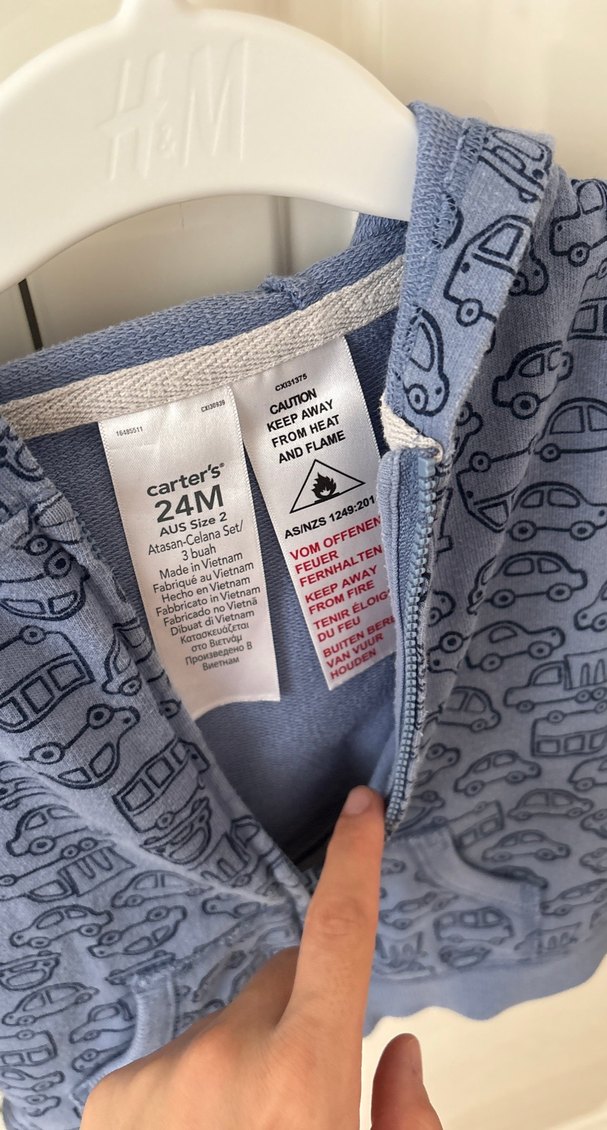 H&M
16485511
CXI30939
carter's®
24M
AUS Size 2
Atasan-Celana Set/
3 buah
Made in Vietnam
Fabriqué au Vietnam
Hecho en Vietnam
Fabbricato in Vietnam
Fabricado no Vietnã
Dibuat di Vietnam
Κατασκευάζεται
στο Βιετνάμ
Произведено В
Виетнам
CXI31375
CAUTION
KEEP AWAY
FROM HEAT
AND FLAME
AS/NZS 1249:201
VOM OFFENEN
FEUER
FERNHALTEN
KEEP AWAY
FROM FIRE
TENIR ÉLOIG
DU FEU
BUITEN BERE
VAN VUUR
HOUDEN